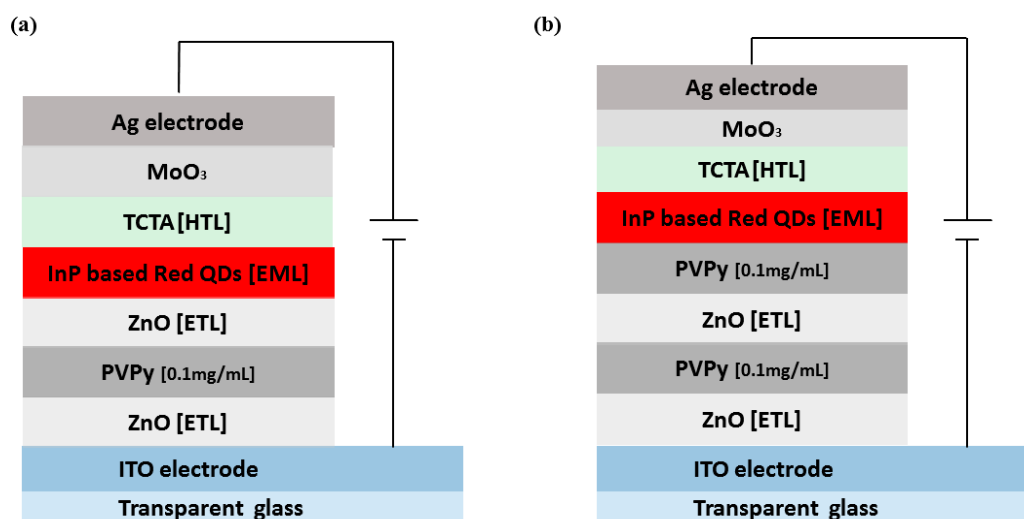 (a)
Ag electrode
MoO₃
TCTA [HTL]
InP based Red QDs [EML]
ZnO [ETL]
PVPy [0.1mg/mL]
ZnO [ETL]
ITO electrode
Transparent glass
(b)
Ag electrode
MoO₃
TCTA [HTL]
InP based Red QDs [EML]
PVPy [0.1mg/mL]
ZnO [ETL]
PVPy [0.1mg/mL]
ZnO [ETL]
ITO electrode
Transparent glass